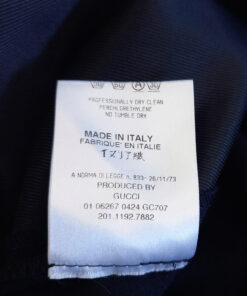 PROFESSIONALLY DRY CLEAN
PERCHLORETHYLENE
NO TUMBLE DRY
MADE IN ITALY
FABRIQUE' EN ITALIE
イタリア製
A NORMA DI LEGGE n. 833- 26/11/73
PRODUCED BY
GUCCI
01 06267 0424 GC707
201.1192.7882